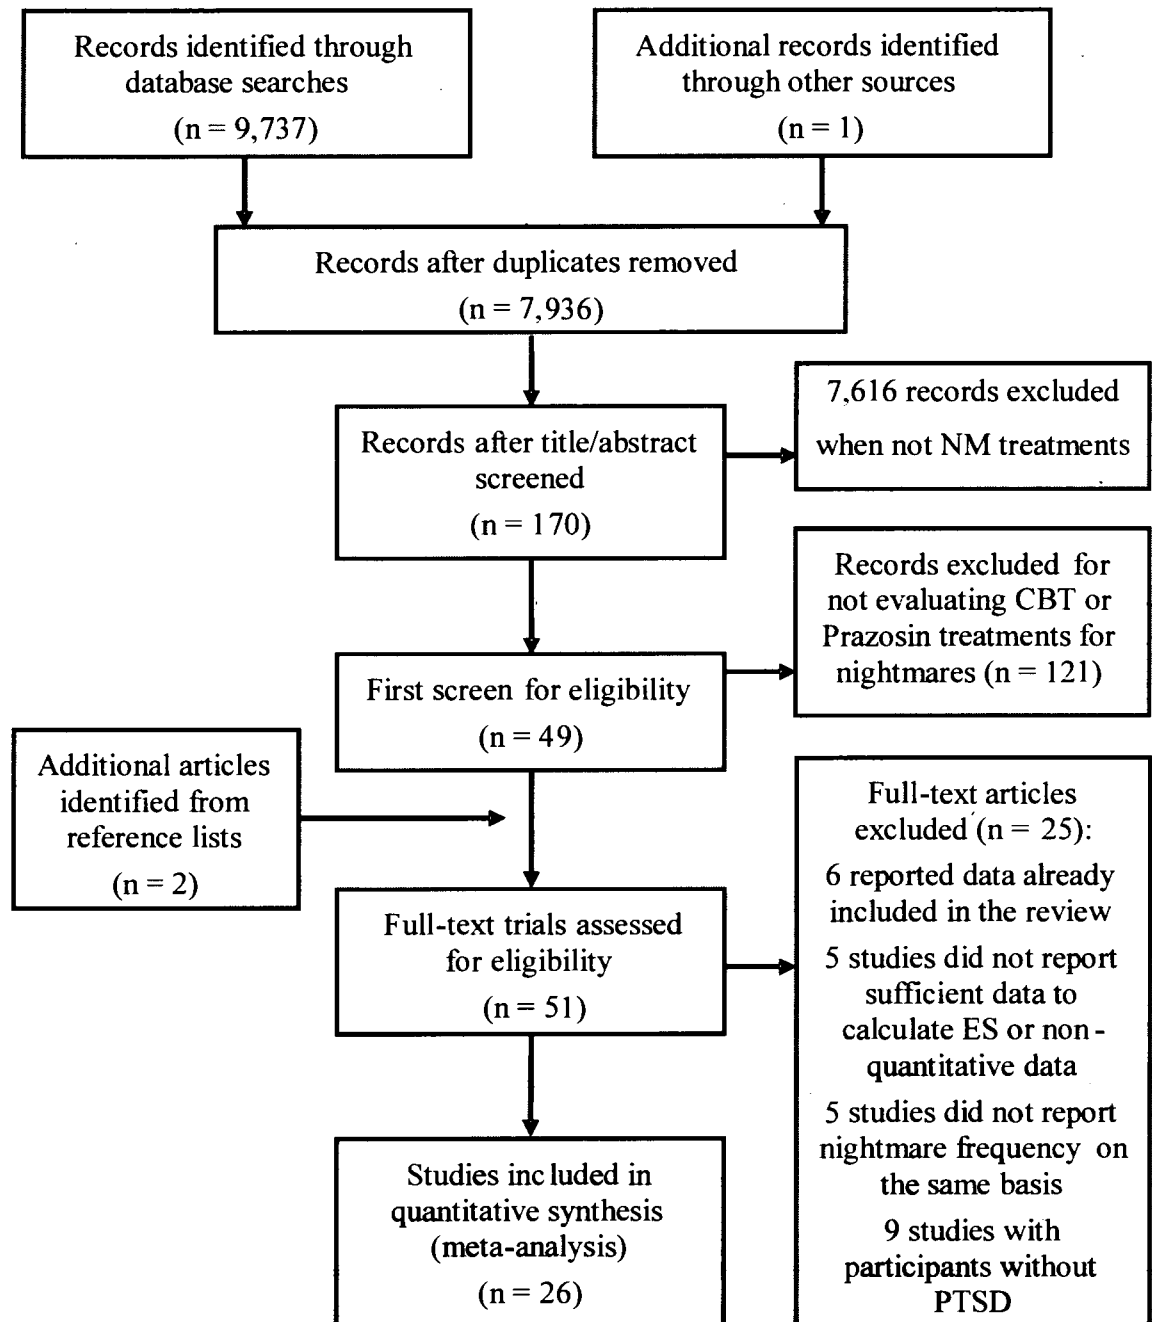 Records identified through
database searches
(n = 9,737)
Additional records identified
through other sources
(n = 1)
Records after duplicates removed
(n = 7,936)
Records after title/abstract
screened
(n = 170)
7,616 records excluded
when not NM treatments
Records excluded for
not evaluating CBT or
Prazosin treatments for
nightmares (n = 121)
First screen for eligibility
(n = 49)
Additional articles
identified from
reference lists
(n = 2)
Full-text trials assessed
for eligibility
(n = 51)
Full-text articles
excluded (n = 25):
6 reported data already
included in the review
5 studies did not report
sufficient data to
calculate ES or non-
quantitative data
5 studies did not report
nightmare frequency on
the same basis
9 studies with
participants without
PTSD
Studies included in
quantitative synthesis
(meta-analysis)
(n = 26)